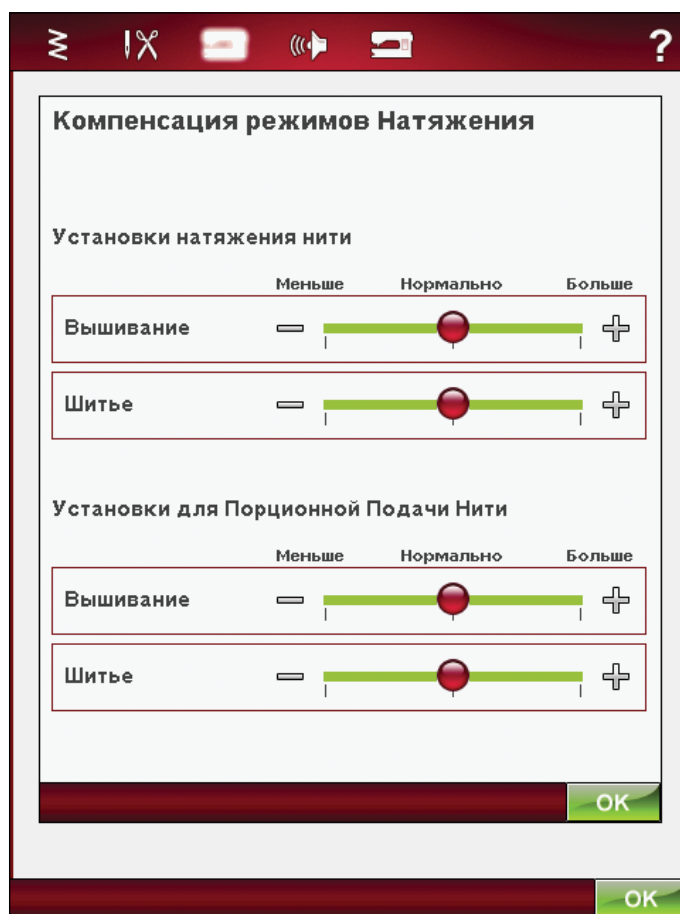 ?
Компенсация режимов Натяжения
Установки натяжения нити
Меньше Нормально Больше
Вышивание
Шитье
Установки для Порционной Подачи Нити
Меньше Нормально Больше
Вышивание
Шитье
OK
OK